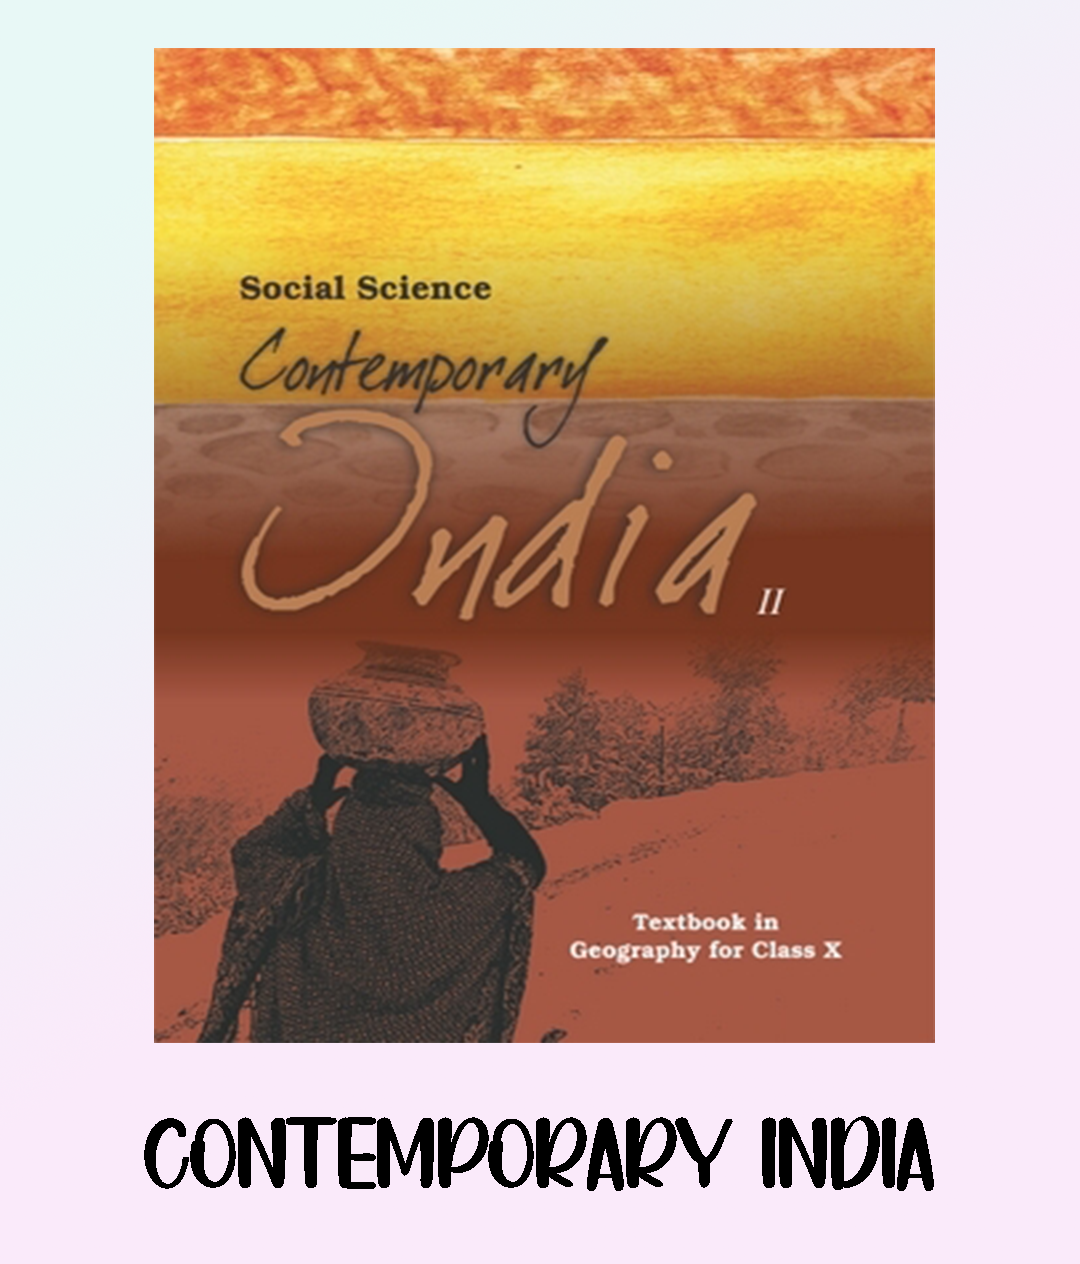 Social Science
Contemporary
India
II
Textbook in
Geography for Class X
CONTEMPORARY INDIA